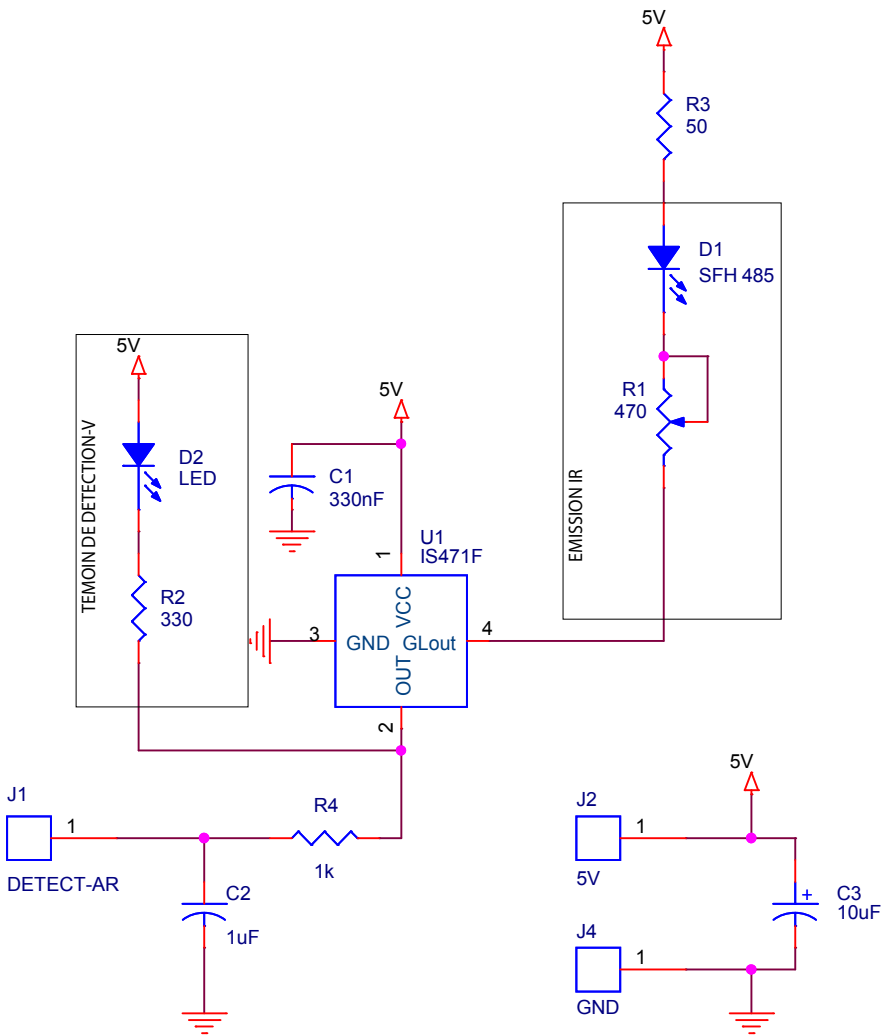 5V
R3
50
D1
SFH 485
R1
470
EMISSION IR
5V
D2
LED
R2
330
TEMOIN DE DETECTION-V
5V
C1
330nF
U1
IS471F
1
VCC
3
GND
GLout
4
OUT
2
J1
1
DETECT-AR
R4
1k
C2
1uF
5V
J2
1
5V
+
C3
10uF
J4
1
GND